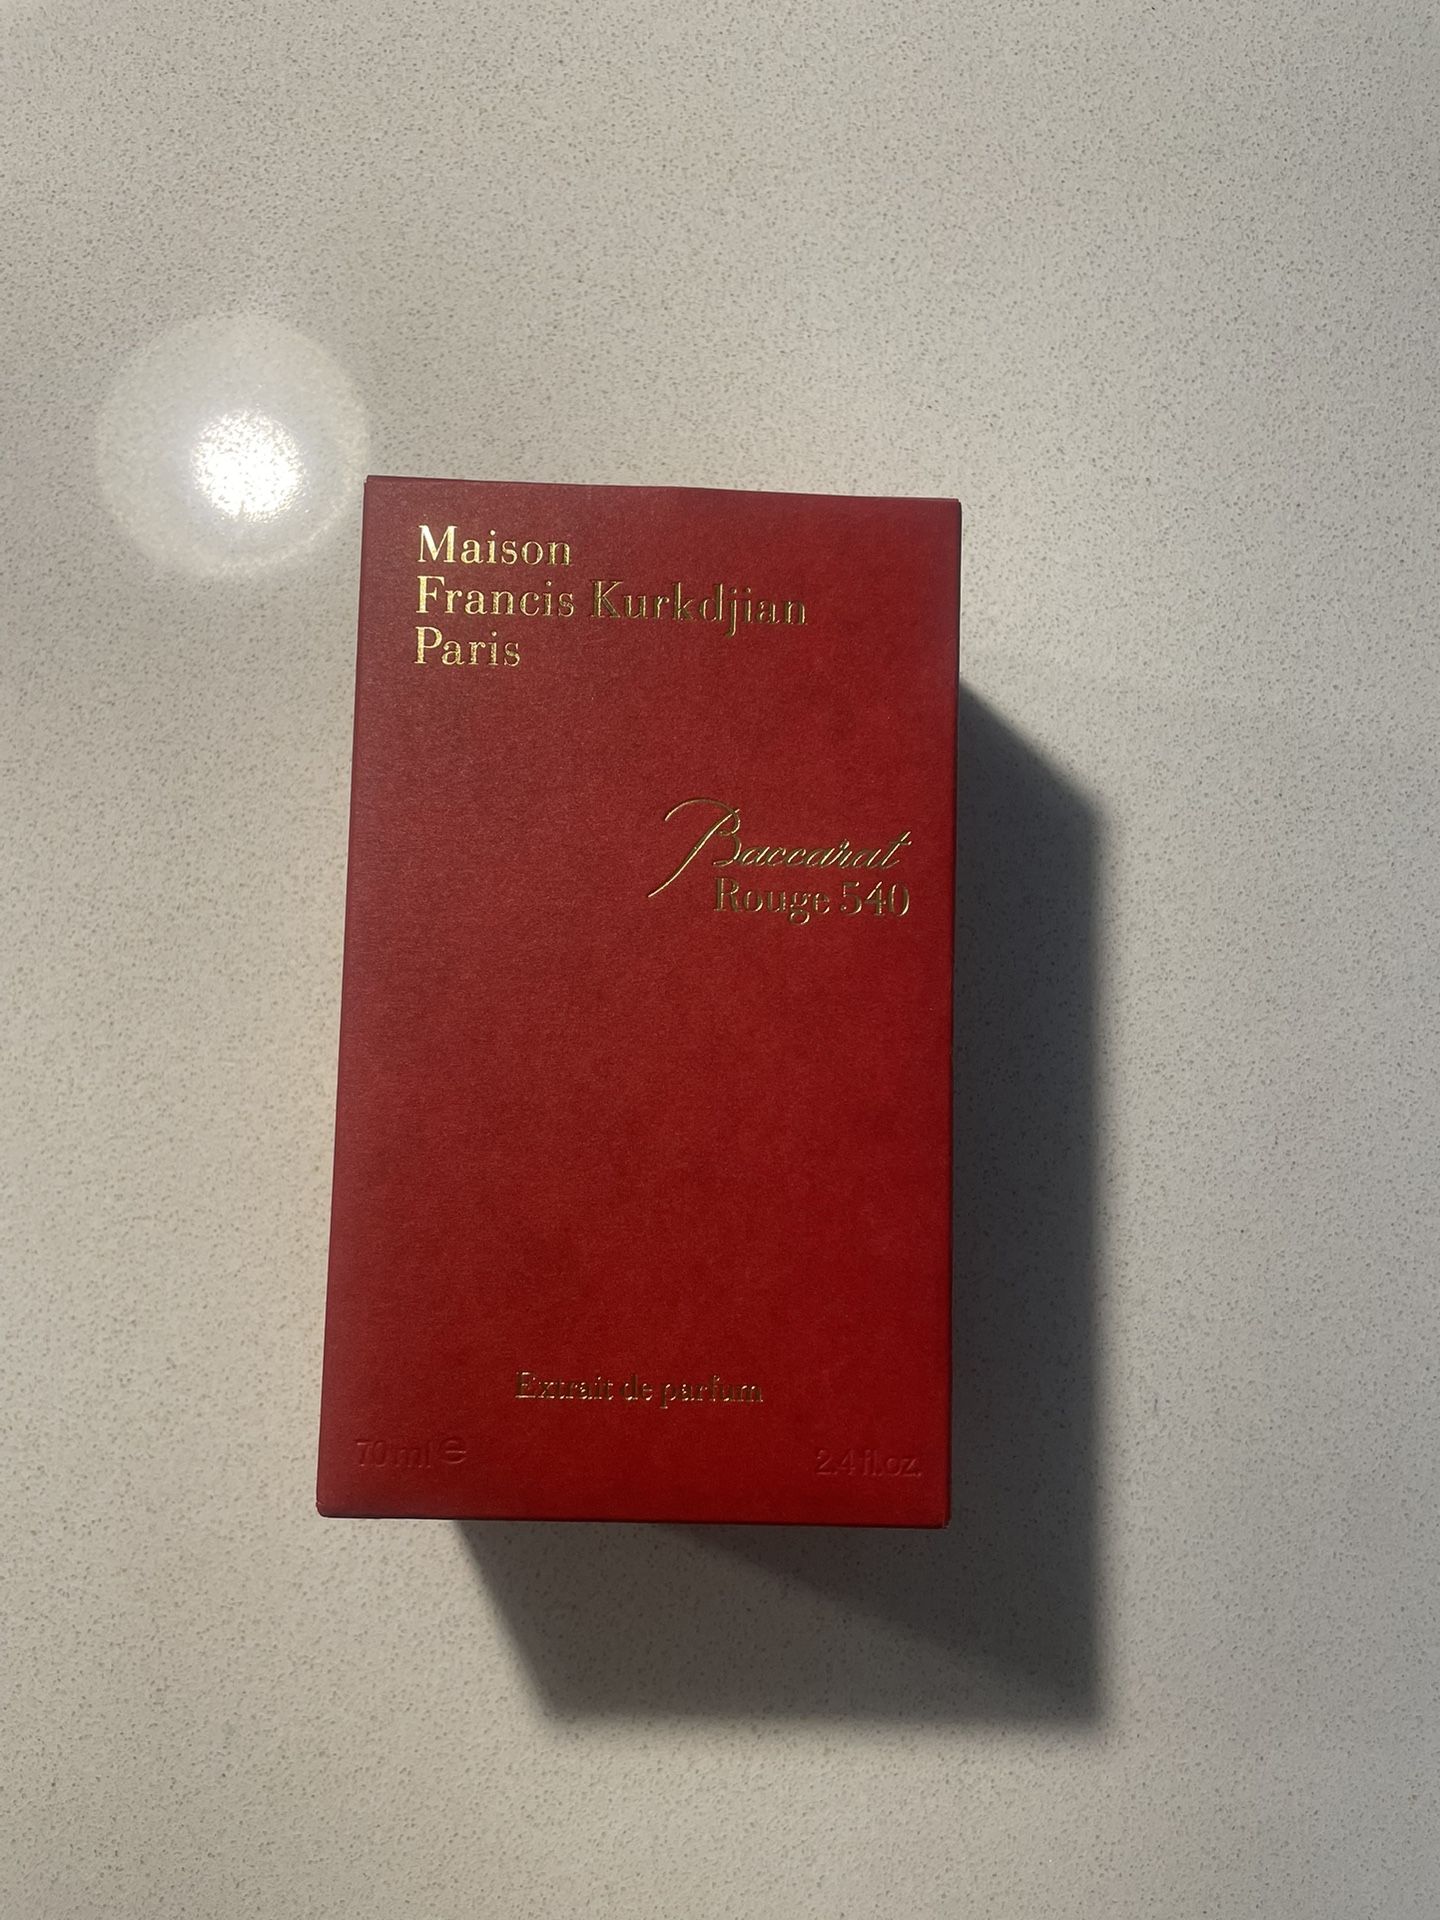 Maison
Francis Kurkdjian
Paris
Baccarat
Rouge 540
Extrait de parfum
70 ml ℮ 2.4 fl.oz.